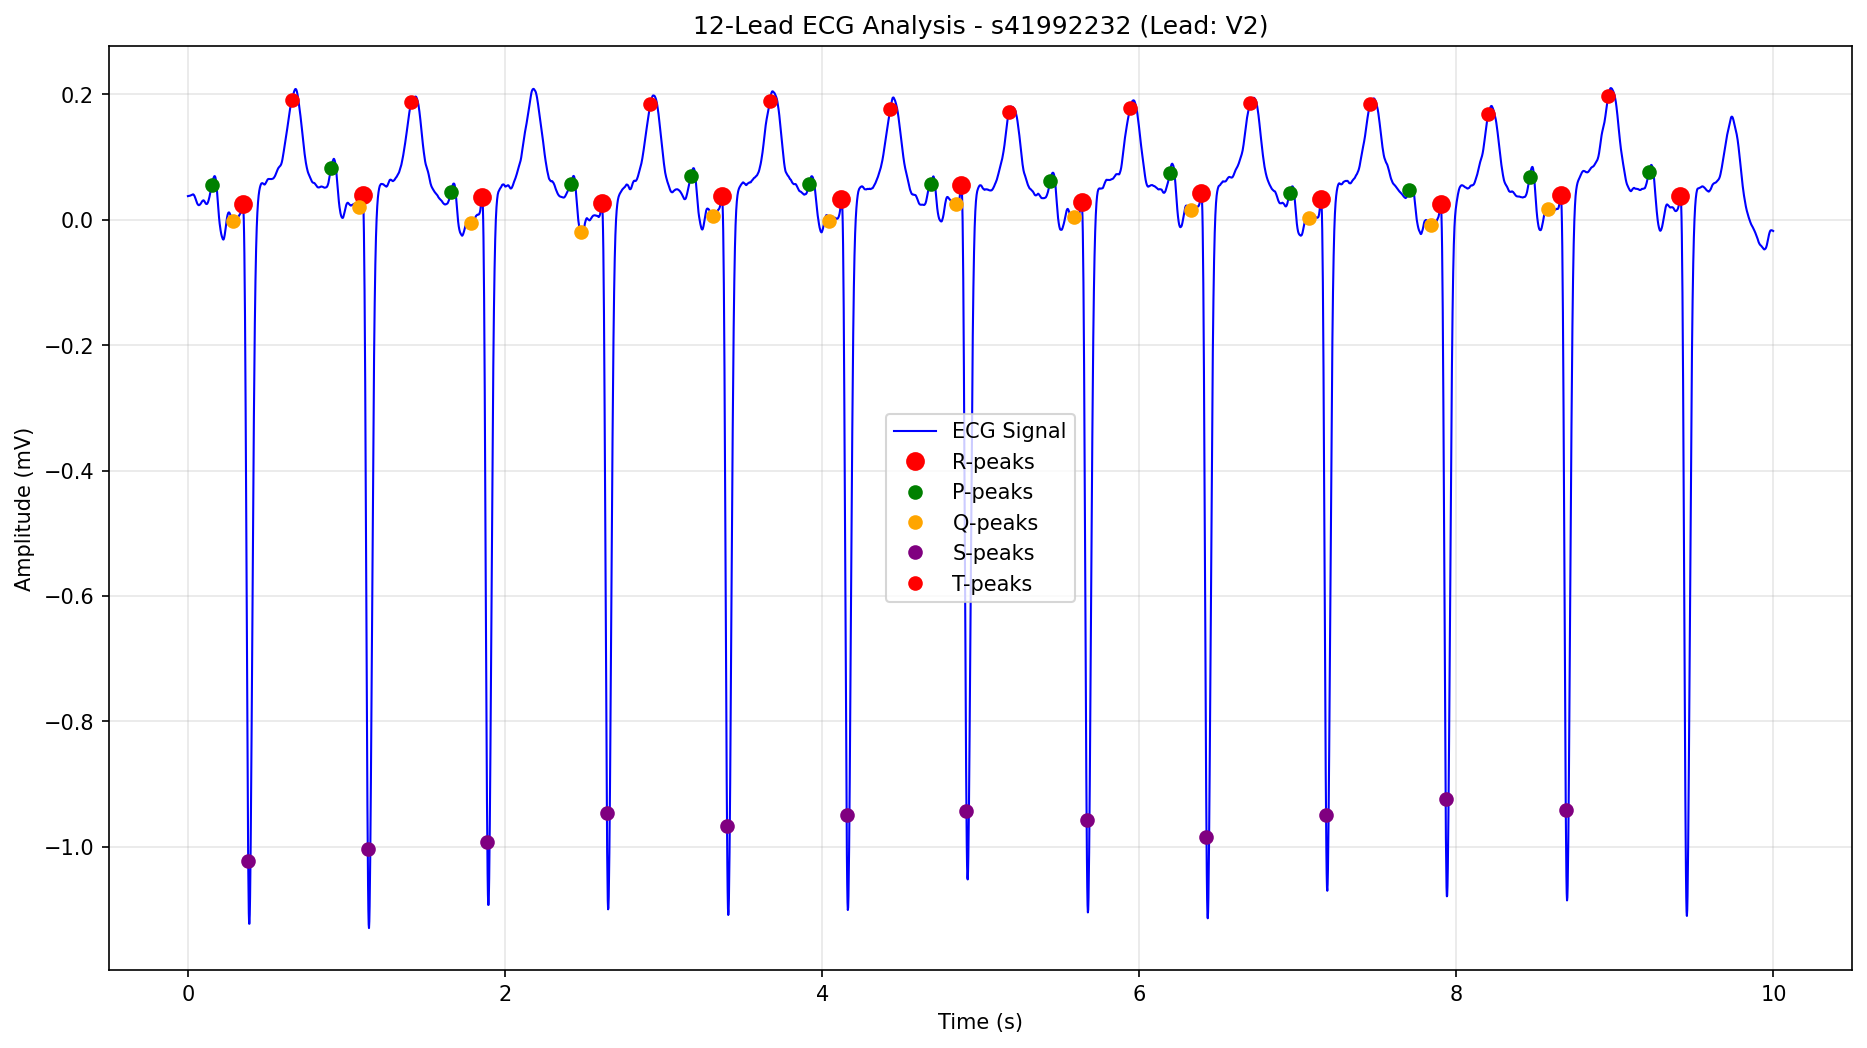 12-Lead ECG Analysis - s41992232 (Lead: V2)
Amplitude (mV)
0.2
0.0
−0.2
−0.4
−0.6
−0.8
−1.0
ECG Signal
R-peaks
P-peaks
Q-peaks
S-peaks
T-peaks
0 2 4 6 8 10
Time (s)